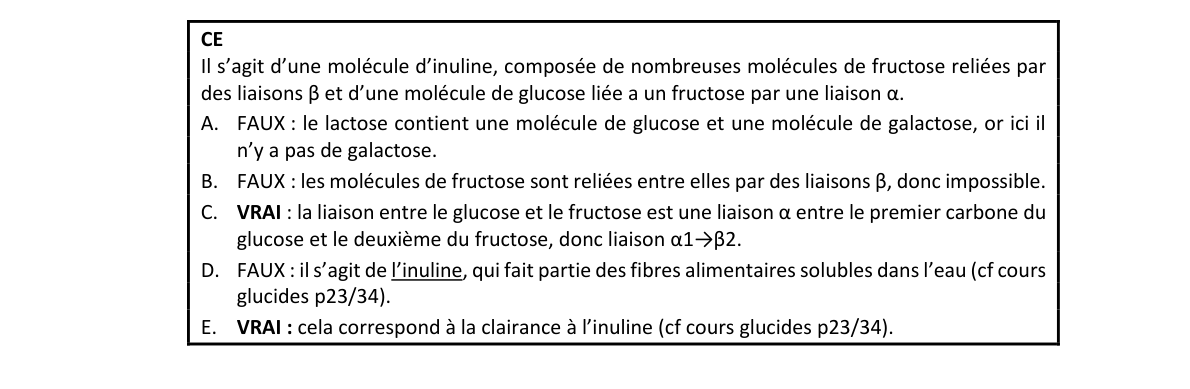 CE
Il s’agit d’une molécule d’inuline, composée de nombreuses molécules de fructose reliées par
des liaisons β et d’une molécule de glucose liée a un fructose par une liaison α.
A. FAUX : le lactose contient une molécule de glucose et une molécule de galactose, or ici il
n’y a pas de galactose.
B. FAUX : les molécules de fructose sont reliées entre elles par des liaisons β, donc impossible.
C. VRAI : la liaison entre le glucose et le fructose est une liaison α entre le premier carbone du
glucose et le deuxième du fructose, donc liaison α1→β2.
D. FAUX : il s’agit de l’inuline, qui fait partie des fibres alimentaires solubles dans l’eau (cf cours
glucides p23/34).
E. VRAI : cela correspond à la clairance à l’inuline (cf cours glucides p23/34).